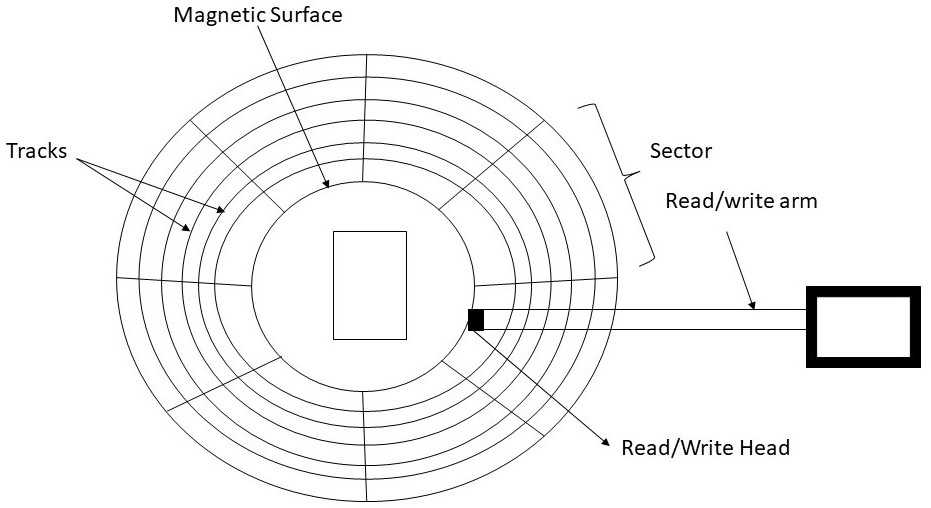 Magnetic Surface
Tracks
Sector
Read/write arm
Read/Write Head